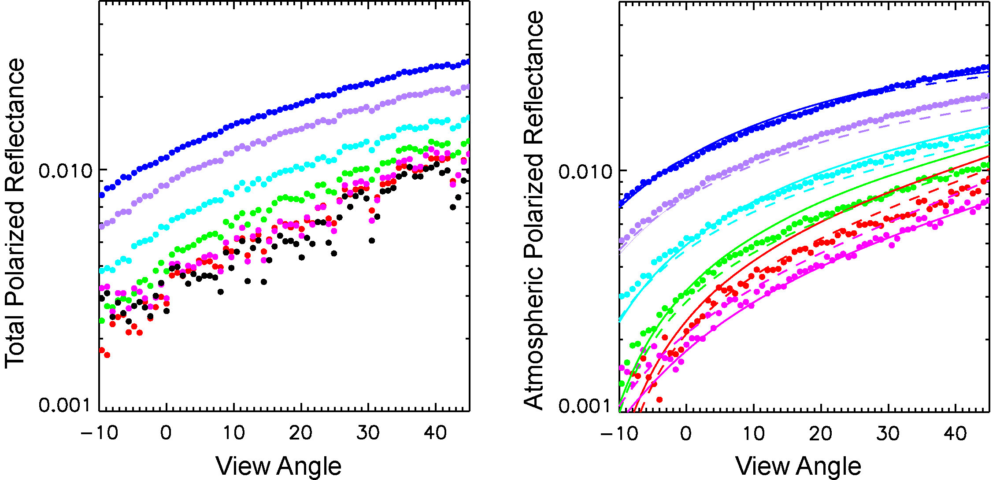 Total Polarized Reflectance
0.010
0.001
-10 0 10 20 30 40
View Angle
Atmospheric Polarized Reflectance
0.010
0.001
-10 0 10 20 30 40
View Angle